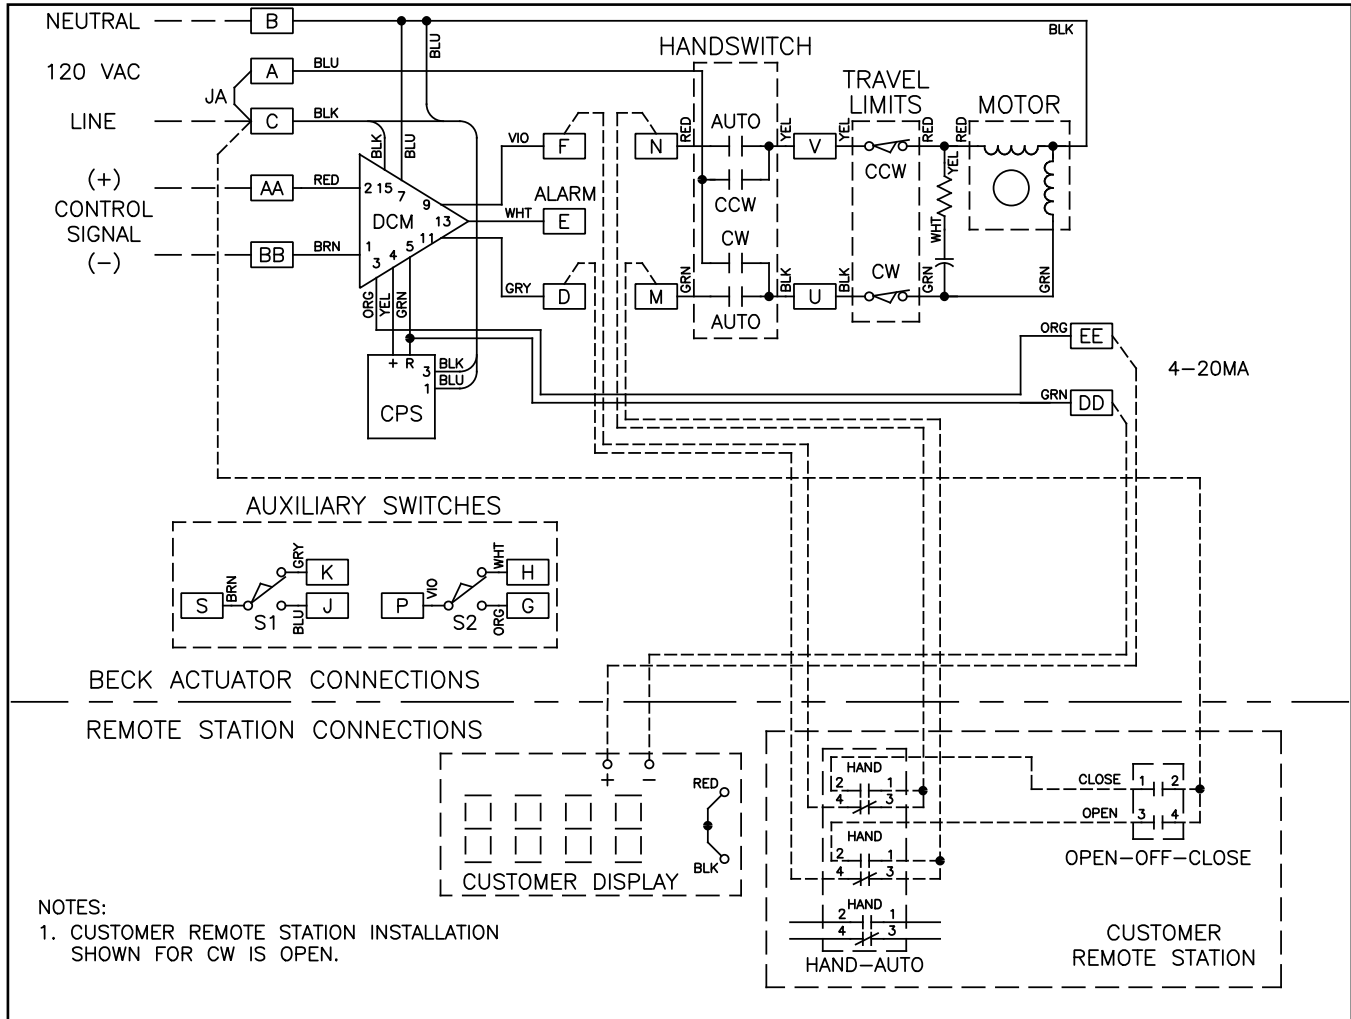 NEUTRAL
B
BLU
BLK
HANDSWITCH
120 VAC
A
BLU
JA
TRAVEL
LIMITS
MOTOR
LINE
C
BLK
BLK
BLU
VIO
F
N
RED
AUTO
YEL
V
YEL
CCW
RED
YEL
RED
(+)
CONTROL
SIGNAL
(-)
AA
RED
2 15
7
9
DCM
13
1
4
5
11
3
ALARM
WHT
E
CCW
CW
WHT
BB
BRN
ORG
YEL
GRN
GRY
D
M
GRN
AUTO
BLK
U
BLK
CW
GRN
GRN
+ R
3
BLK
1
BLU
CPS
ORG
EE
4-20MA
GRN
DD
AUXILIARY SWITCHES
S
BRN
S1
GRY
K
BLU
J
P
VIO
S2
WHT
H
ORG
G
BECK ACTUATOR CONNECTIONS
REMOTE STATION CONNECTIONS
+ -
RED
BLK
CUSTOMER DISPLAY
HAND
2 1
4 3
HAND
2 1
4 3
HAND
2 1
4 3
HAND-AUTO
CLOSE
1 2
OPEN
3 4
OPEN-OFF-CLOSE
CUSTOMER
REMOTE STATION
NOTES:
1. CUSTOMER REMOTE STATION INSTALLATION
SHOWN FOR CW IS OPEN.